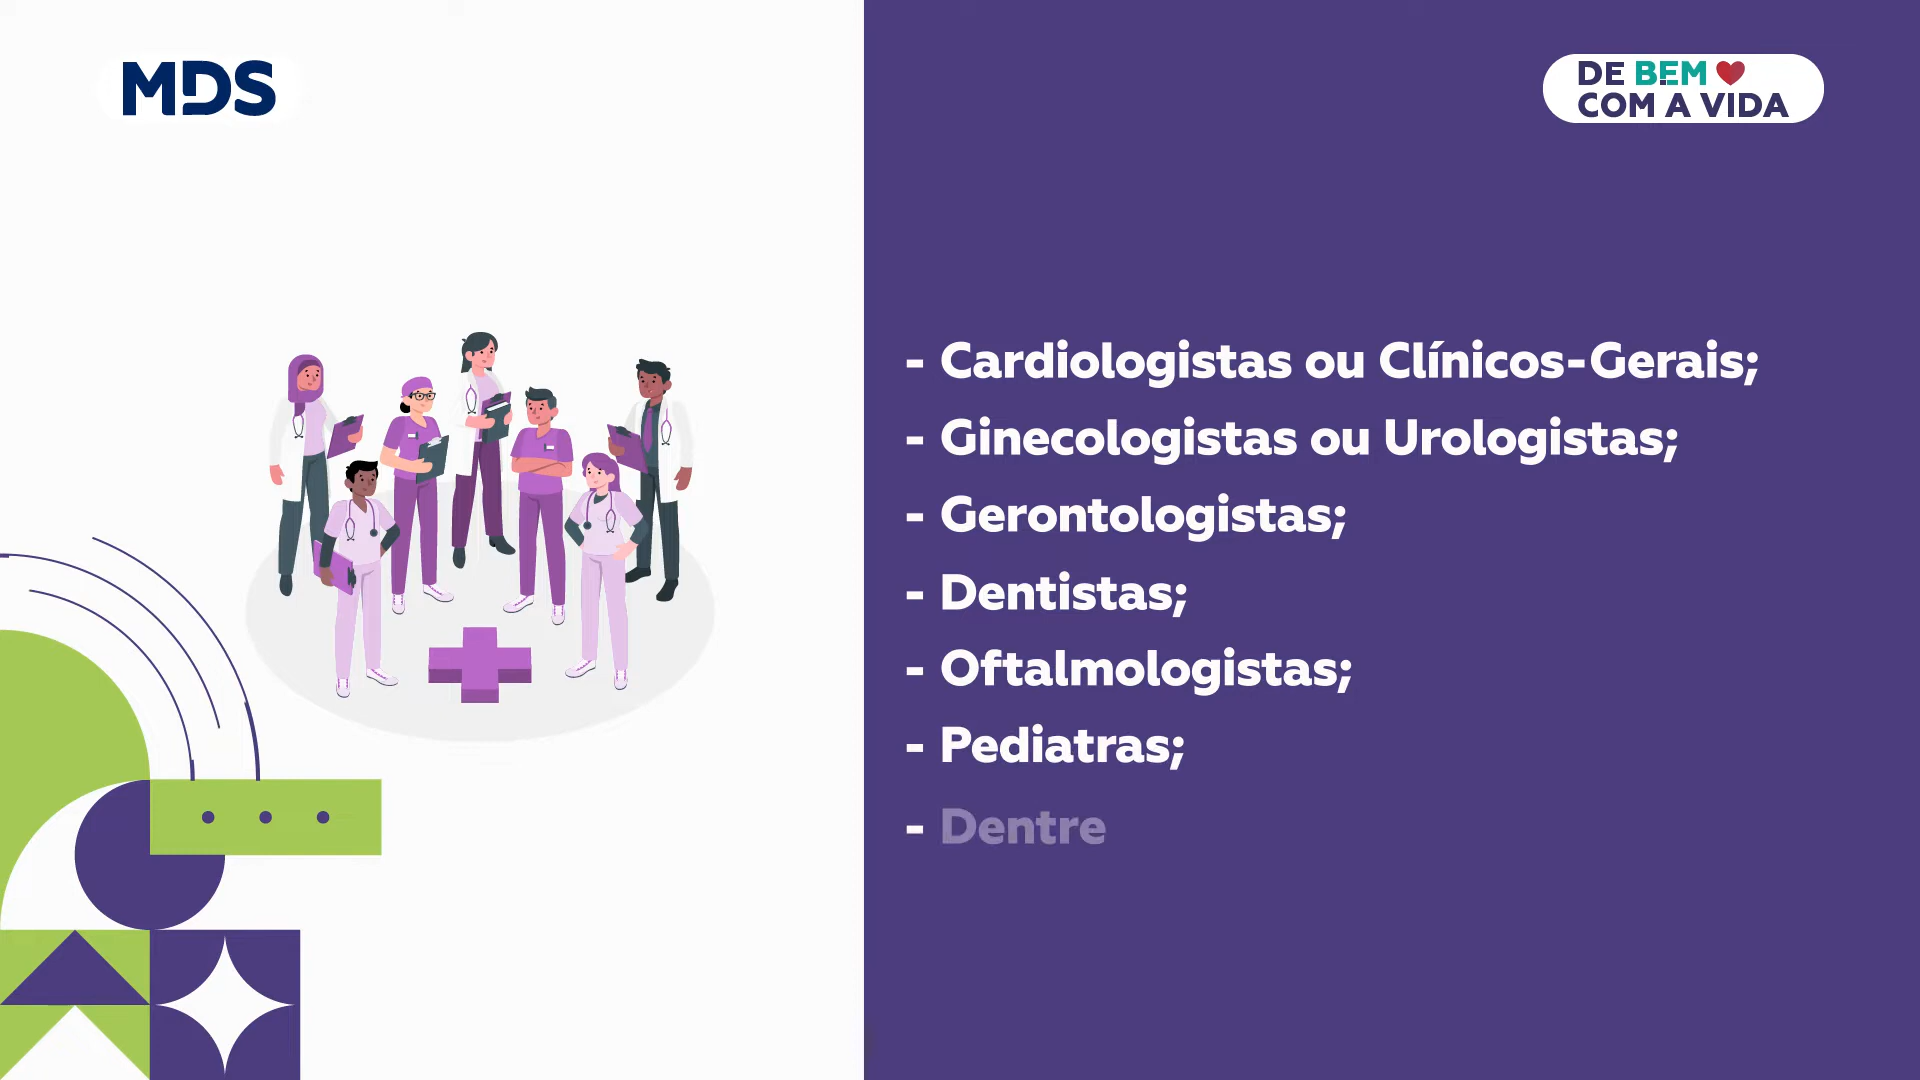 MDS
DE BEM
COM A VIDA
- Cardiologistas ou Clínicos-Gerais;
- Ginecologistas ou Urologistas;
- Gerontologistas;
- Dentistas;
- Oftalmologistas;
- Pediatras;
- Dentre